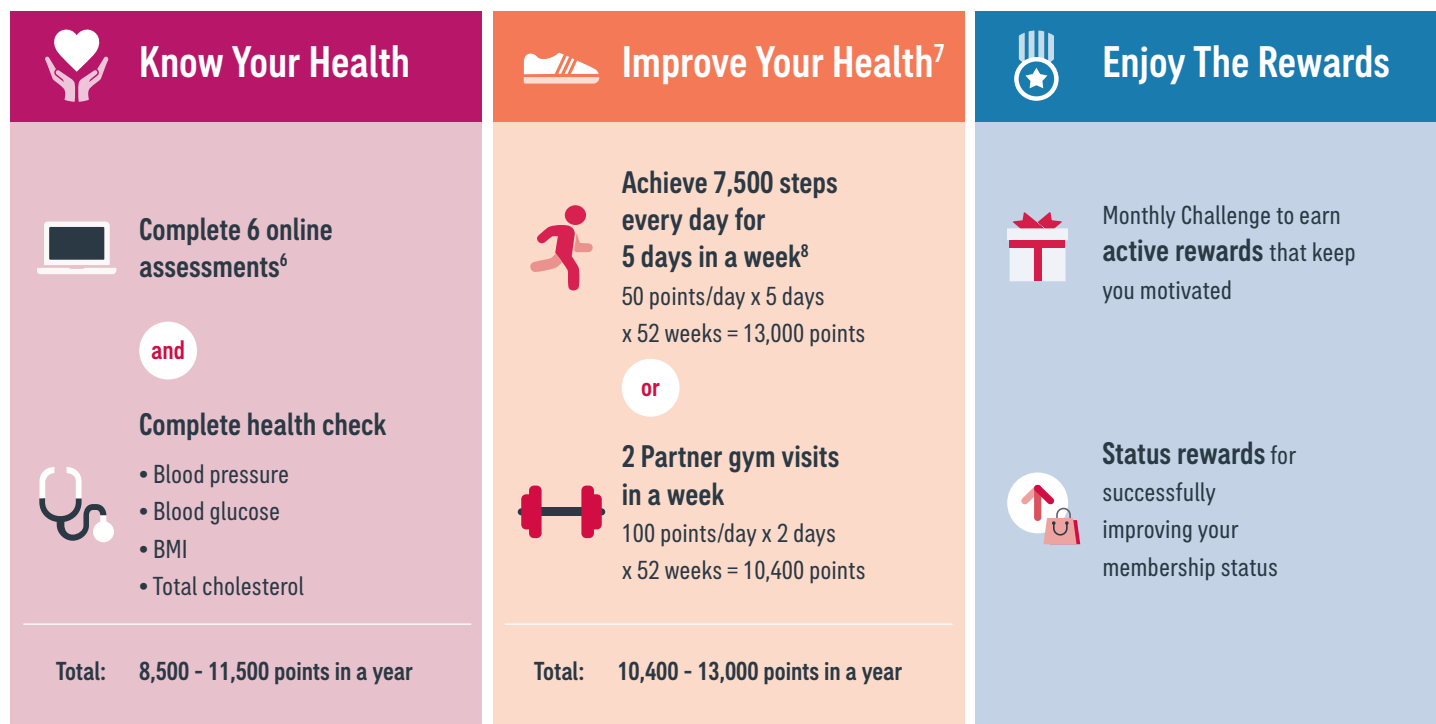 Know Your Health
Complete 6 online
assessments⁶
and
Complete health check
• Blood pressure
• Blood glucose
• BMI
• Total cholesterol
Total: 8,500 - 11,500 points in a year
Improve Your Health⁷
Achieve 7,500 steps
every day for
5 days in a week⁸
50 points/day x 5 days
x 52 weeks = 13,000 points
or
2 Partner gym visits
in a week
100 points/day x 2 days
x 52 weeks = 10,400 points
Total: 10,400 - 13,000 points in a year
Enjoy The Rewards
Monthly Challenge to earn
active rewards that keep
you motivated
Status rewards for
successfully
improving your
membership status